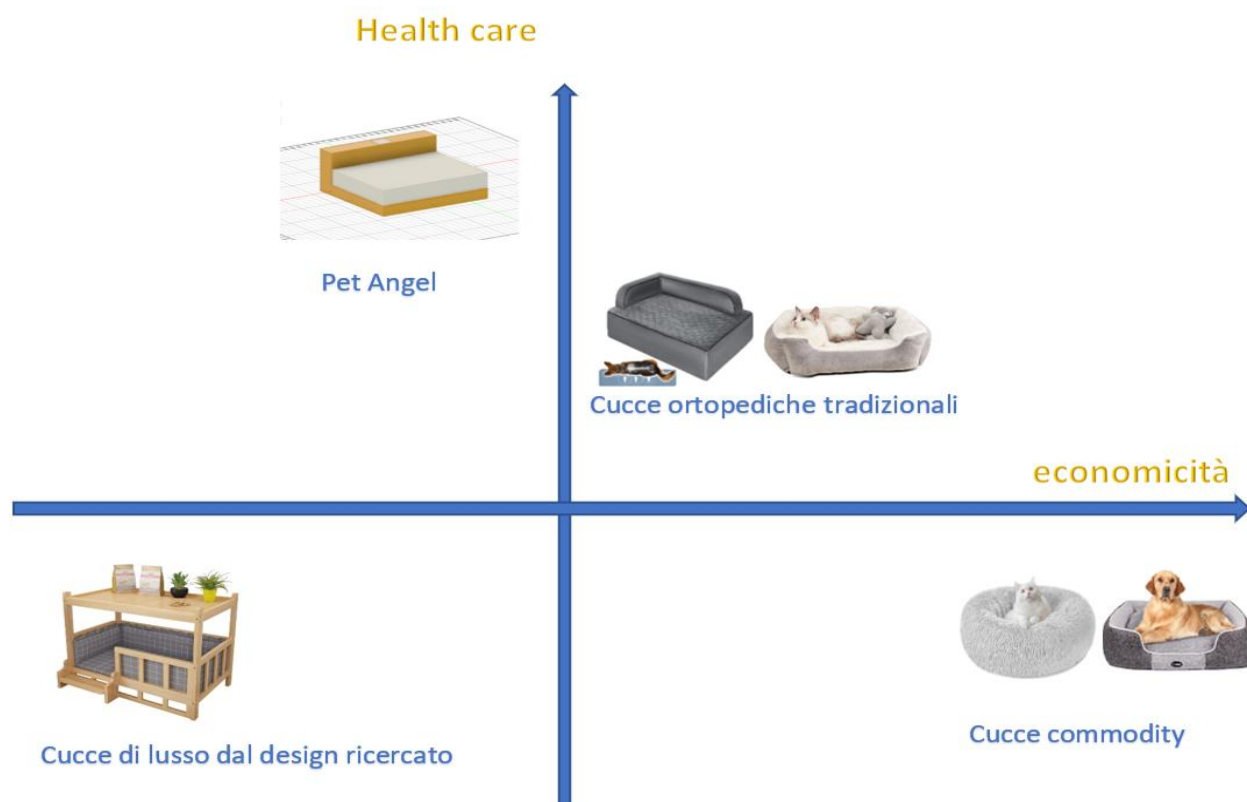 Health care
Pet Angel
Cucce ortopediche tradizionali
economicità
Cucce di lusso dal design ricercato
Cucce commodity